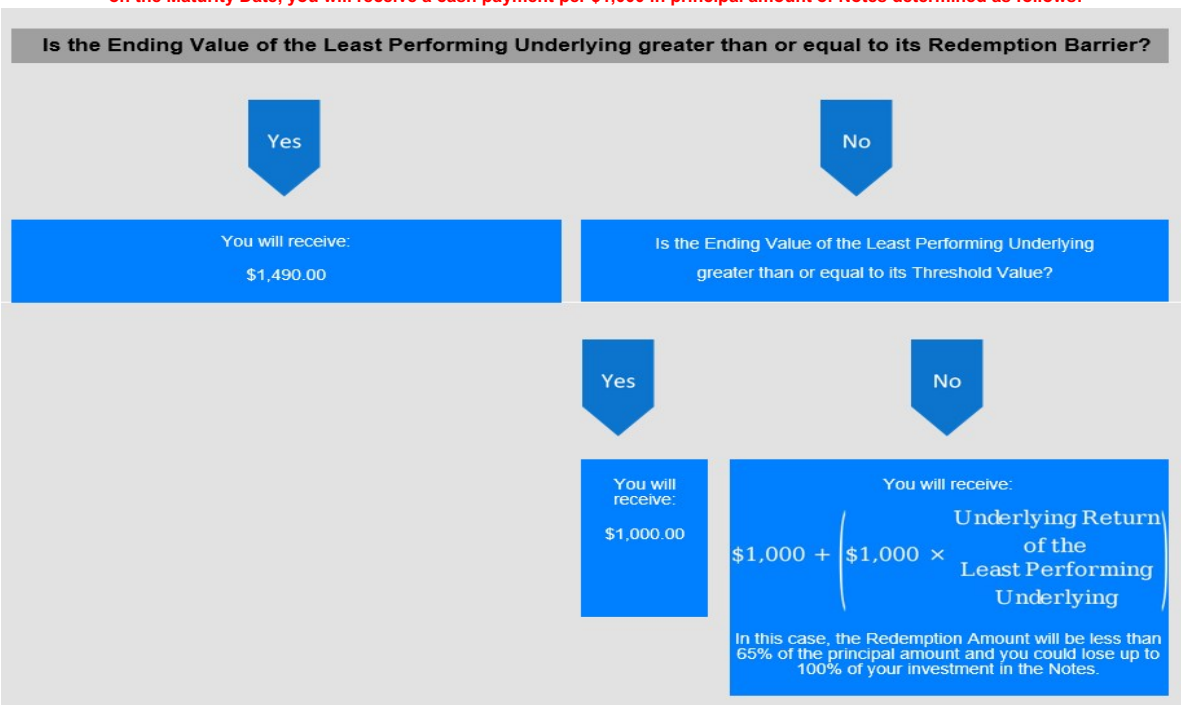 on the Maturity Date, you will receive a cash payment per $1,000 in principal amount of Notes determined as follows:
Is the Ending Value of the Least Performing Underlying greater than or equal to its Redemption Barrier?
Yes
No
You will receive:
$1,490.00
Is the Ending Value of the Least Performing Underlying
greater than or equal to its Threshold Value?
Yes
No
You will
receive:
$1,000.00
You will receive:
$1,000 + ($1,000 × Underlying Return
of the
Least Performing
Underlying)
In this case, the Redemption Amount will be less than
65% of the principal amount and you could lose up to
100% of your investment in the Notes.